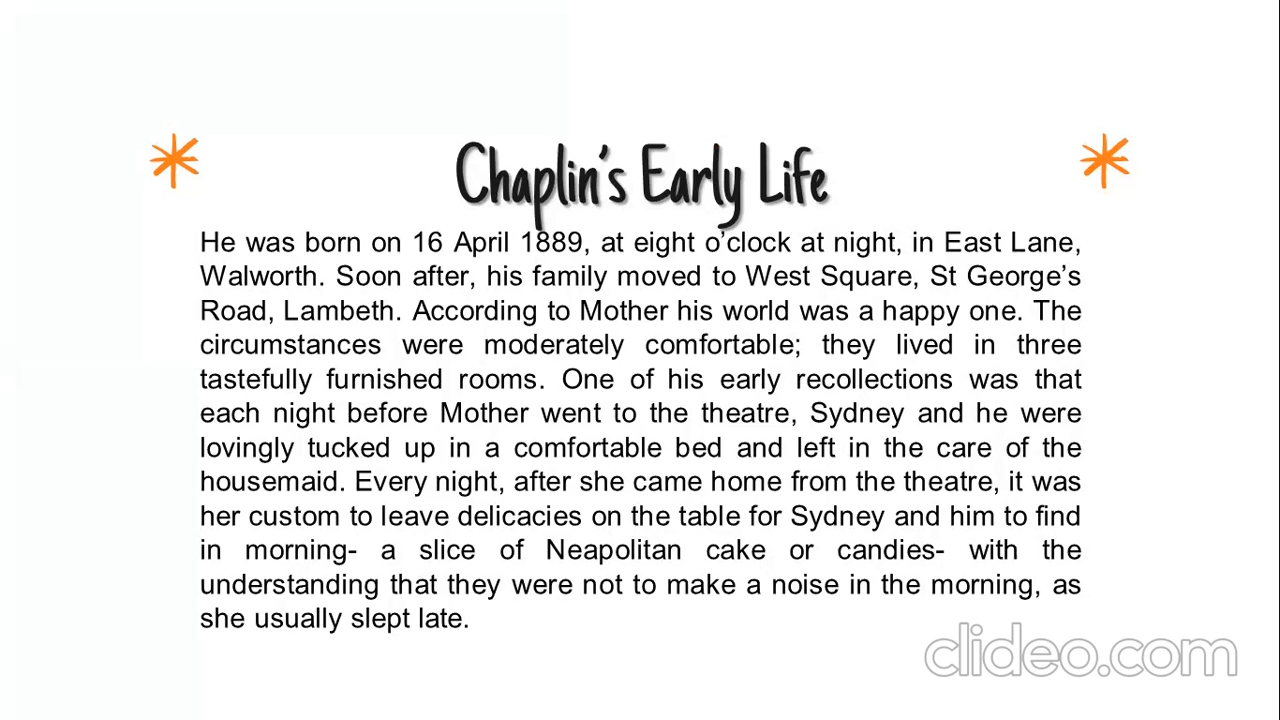 Chaplin's Early Life
He was born on 16 April 1889, at eight o'clock at night, in East Lane,
Walworth. Soon after, his family moved to West Square, St George's
Road, Lambeth. According to Mother his world was a happy one. The
circumstances were moderately comfortable; they lived in three
tastefully furnished rooms. One of his early recollections was that
each night before Mother went to the theatre, Sydney and he were
lovingly tucked up in a comfortable bed and left in the care of the
housemaid. Every night, after she came home from the theatre, it was
her custom to leave delicacies on the table for Sydney and him to find
in morning- a slice of Neapolitan cake or candies- with the
understanding that they were not to make a noise in the morning, as
she usually slept late.
clideo.com